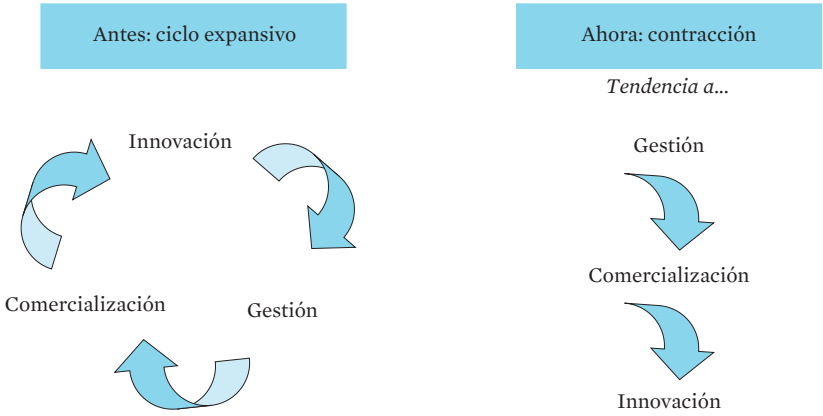 Antes: ciclo expansivo
Innovación
Comercialización
Gestión
Ahora: contracción
Tendencia a...
Gestión
Comercialización
Innovación